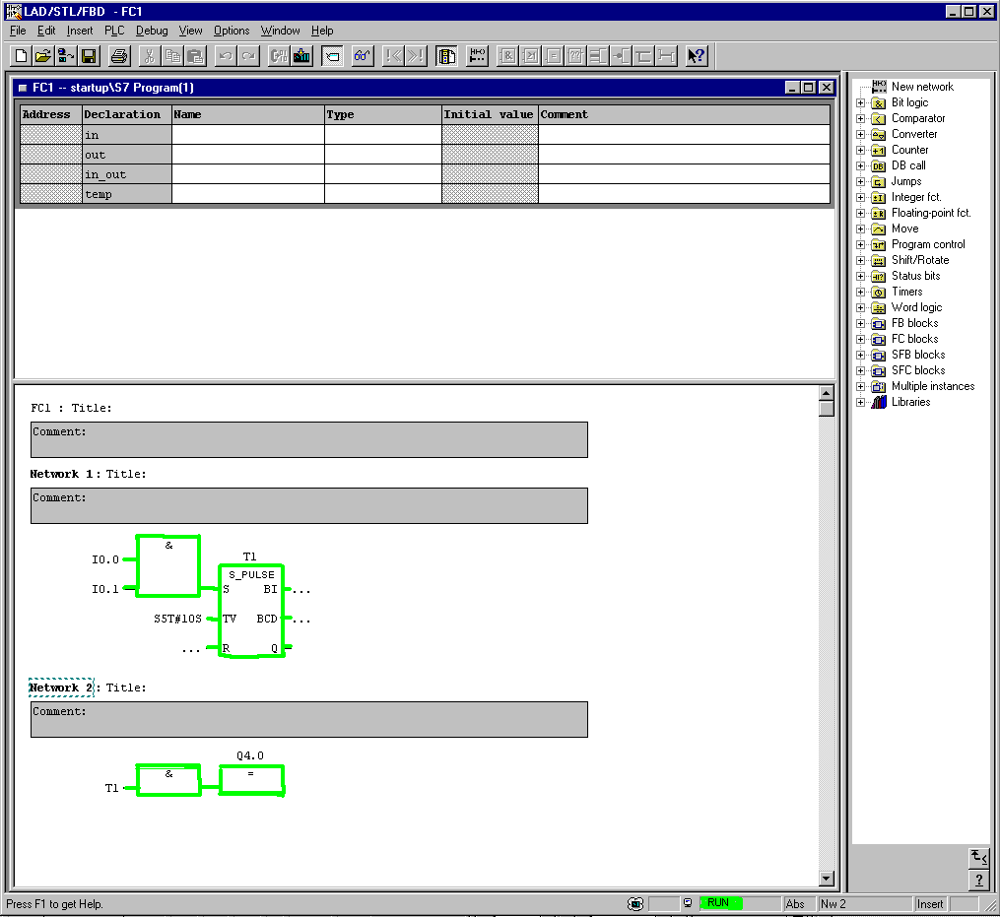 LAD/STL/FBD - FC1
File Edit Insert PLC Debug View Options Window Help
FC1 -- startup\S7 Program(1)
Address Declaration Name Type Initial value Comment
in
out
in_out
temp
FC1 : Title:
Comment:
Network 1: Title:
Comment:
&
I0.0
I0.1
T1
S_PULSE
S BI ...
S5T#10S TV BCD ...
... R Q
Network 2: Title:
Comment:
Q4.0
& =
T1
New network
Bit logic
Comparator
Converter
Counter
DB call
Jumps
Integer fct.
Floating-point fct.
Move
Program control
Shift/Rotate
Status bits
Timers
Word logic
FB blocks
FC blocks
SFB blocks
SFC blocks
Multiple instances
Libraries
Press F1 to get Help.
RUN Abs Nw 2 Insert